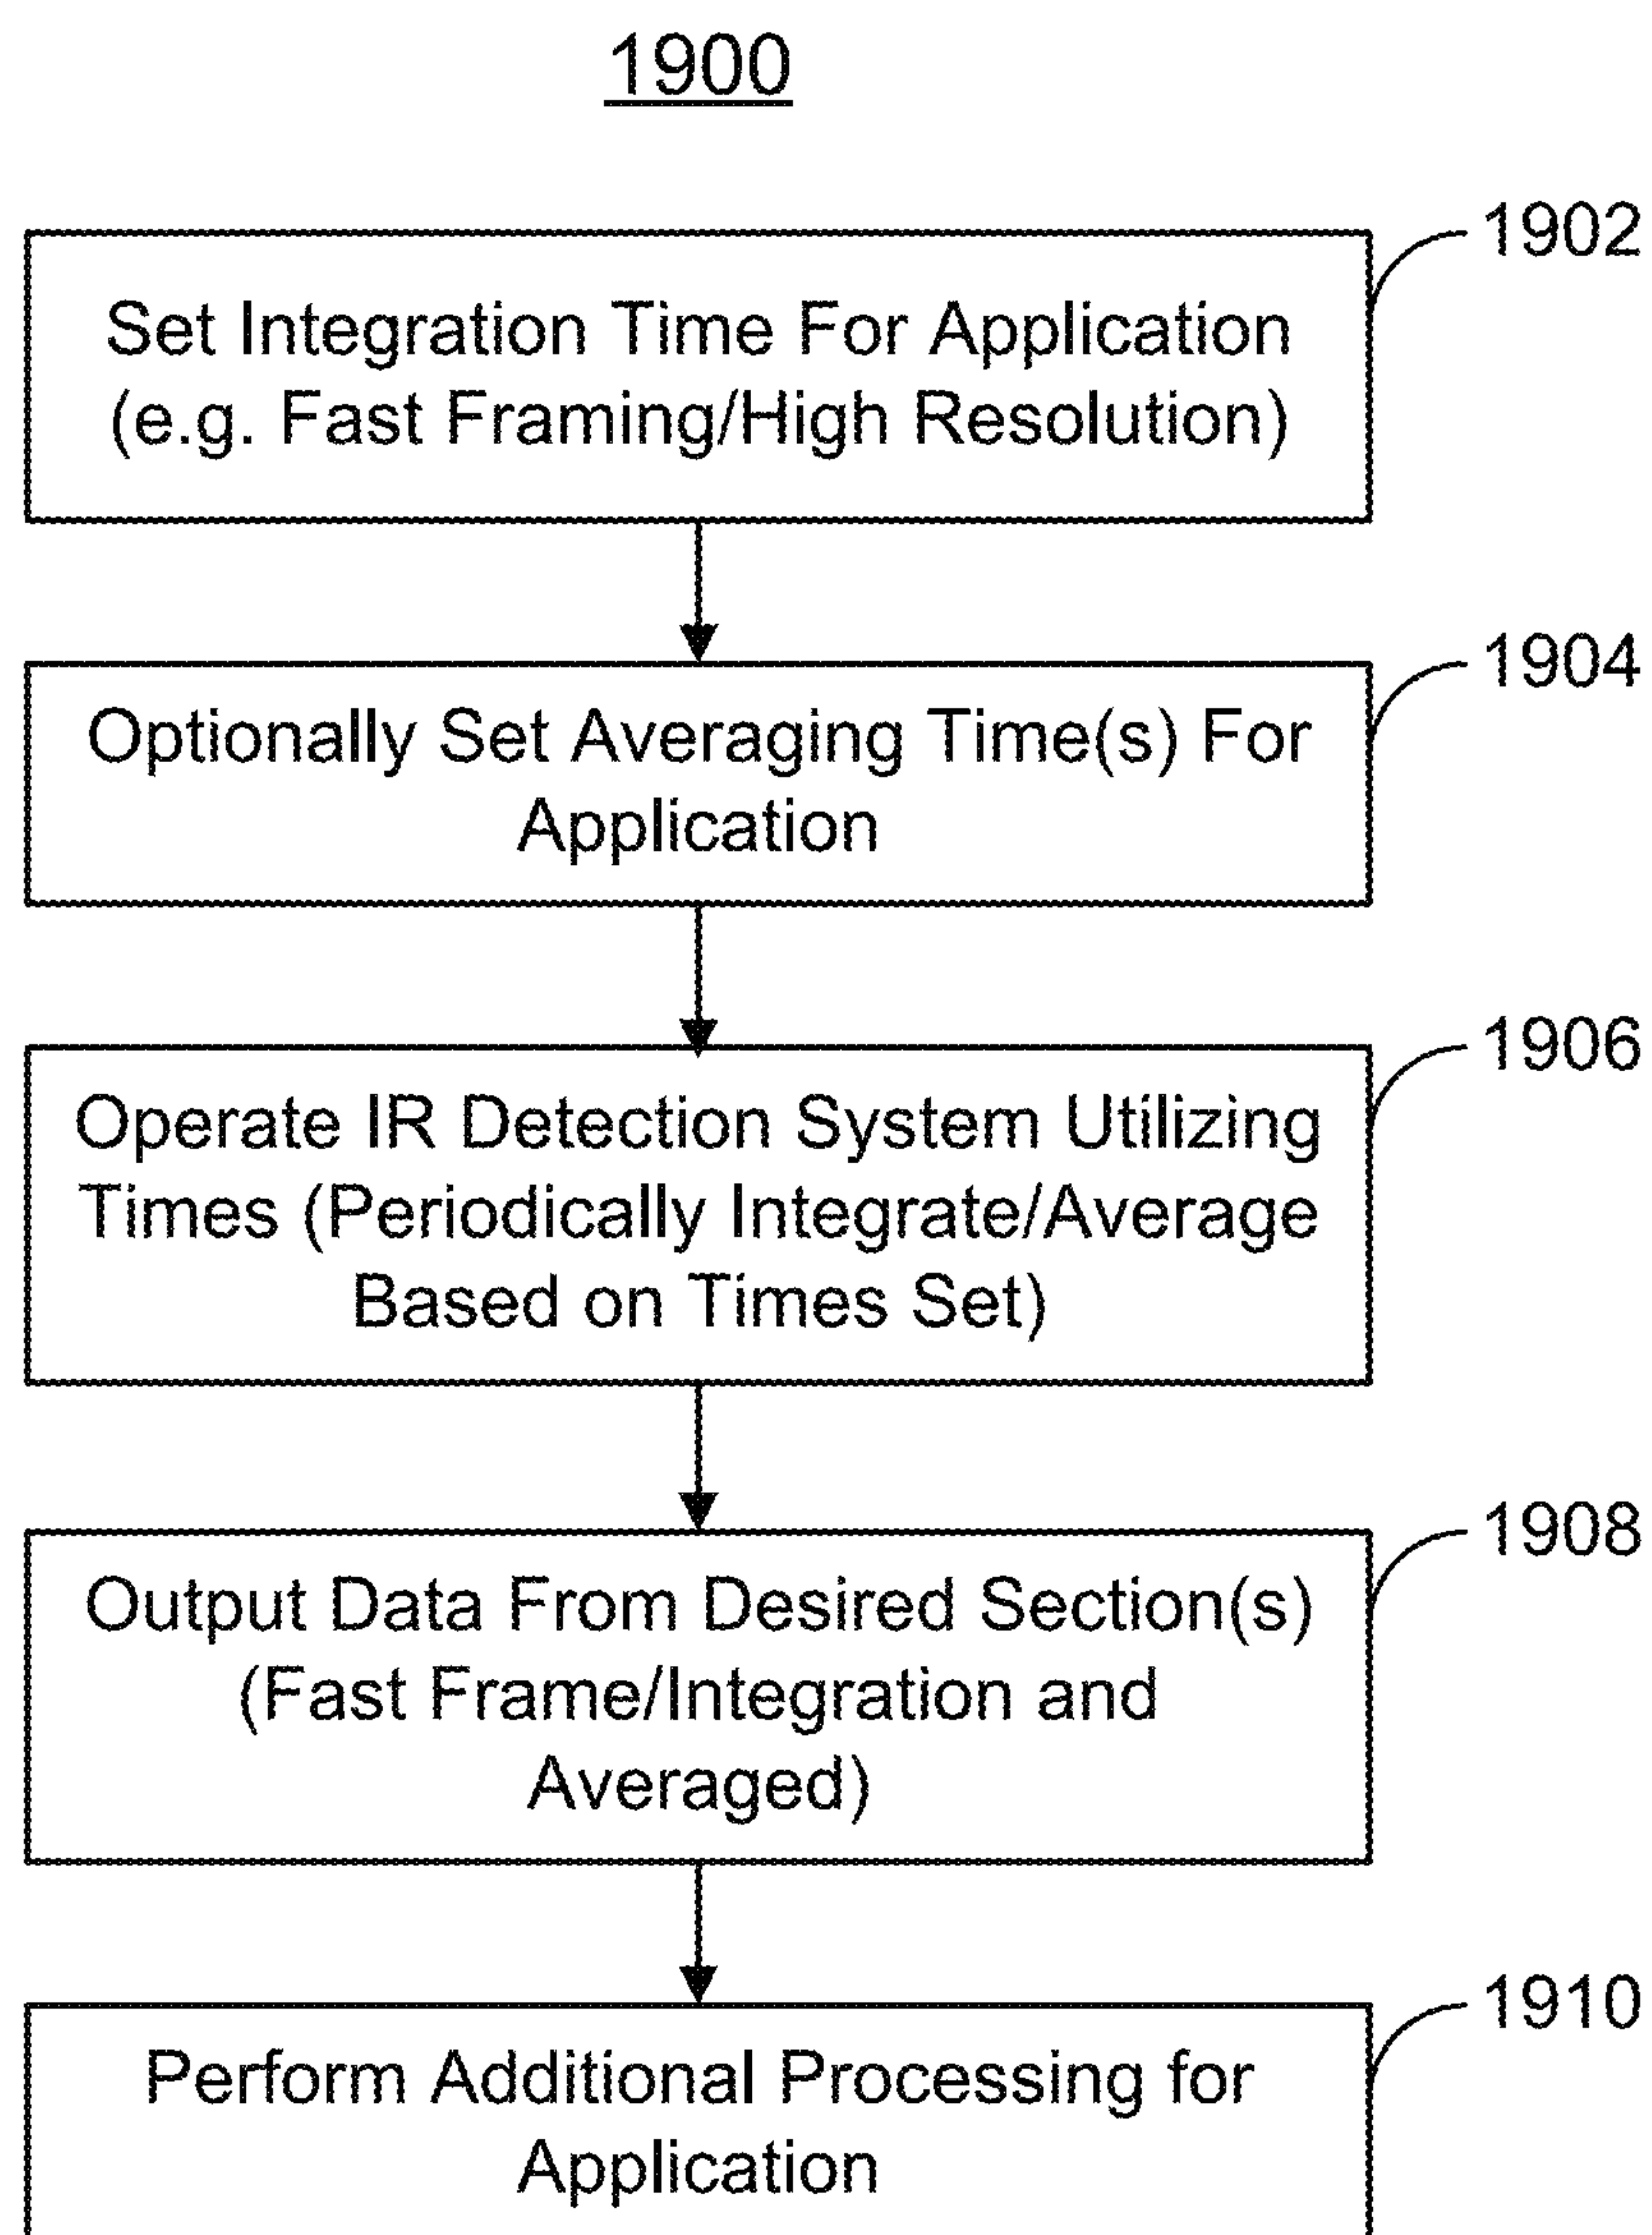 1900
1902
Set Integration Time For Application
(e.g. Fast Framing/High Resolution)
1904
Optionally Set Averaging Time(s) For
Application
1906
Operate IR Detection System Utilizing
Times (Periodically Integrate/Average
Based on Times Set)
1908
Output Data From Desired Section(s)
(Fast Frame/Integration and
Averaged)
1910
Perform Additional Processing for
Application